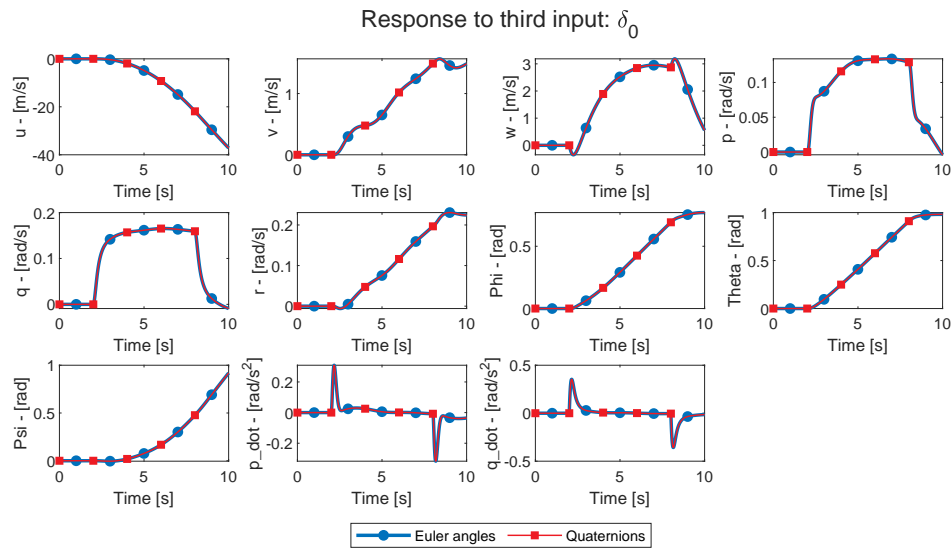 Response to third input: δ0
u - [m/s]
0
-20
-40
0
5
10
Time [s]
v - [m/s]
1
0
0
5
10
Time [s]
w - [m/s]
3
2
1
0
0
5
10
Time [s]
p - [rad/s]
0.1
0.05
0
0
5
10
Time [s]
q - [rad/s]
0.2
0.1
0
0
5
10
Time [s]
r - [rad/s]
0.2
0.1
0
0
5
10
Time [s]
Phi - [rad]
0.5
0
0
5
10
Time [s]
Theta - [rad]
1
0.5
0
0
5
10
Time [s]
Psi - [rad]
1
0.5
0
0
5
10
Time [s]
p_dot - [rad/s²]
0.2
0
-0.2
0
5
10
Time [s]
q_dot - [rad/s²]
0.5
0
-0.5
0
5
10
Time [s]
Euler angles
Quaternions